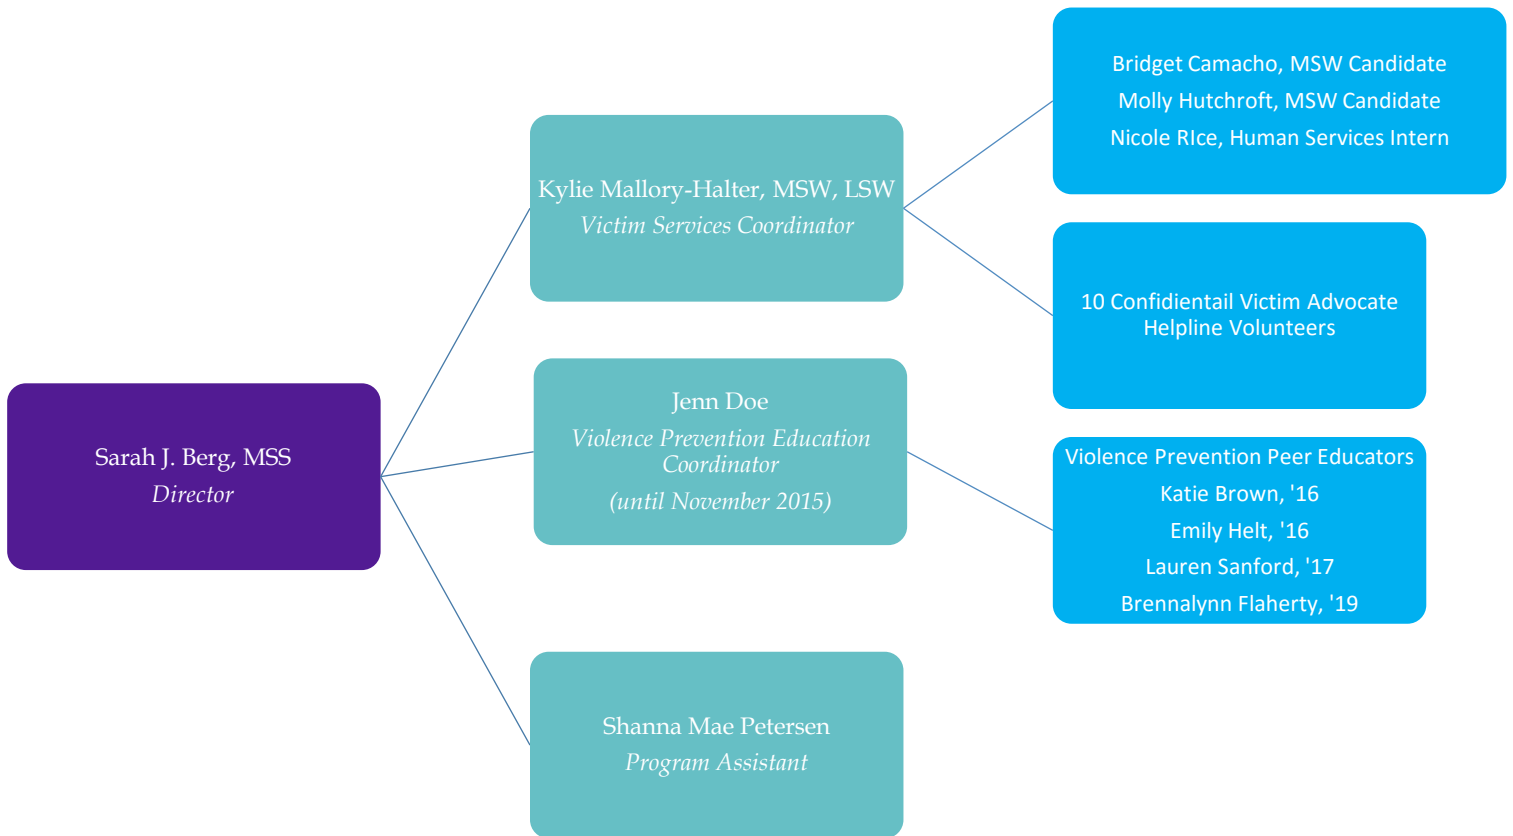 Sarah J. Berg, MSS
Director
Kylie Mallory-Halter, MSW, LSW
Victim Services Coordinator
Jenn Doe
Violence Prevention Education
Coordinator
(until November 2015)
Shanna Mae Petersen
Program Assistant
Bridget Camacho, MSW Candidate
Molly Hutchroft, MSW Candidate
Nicole RIce, Human Services Intern
10 Confidientail Victim Advocate
Helpline Volunteers
Violence Prevention Peer Educators
Katie Brown, '16
Emily Helt, '16
Lauren Sanford, '17
Brennalynn Flaherty, '19